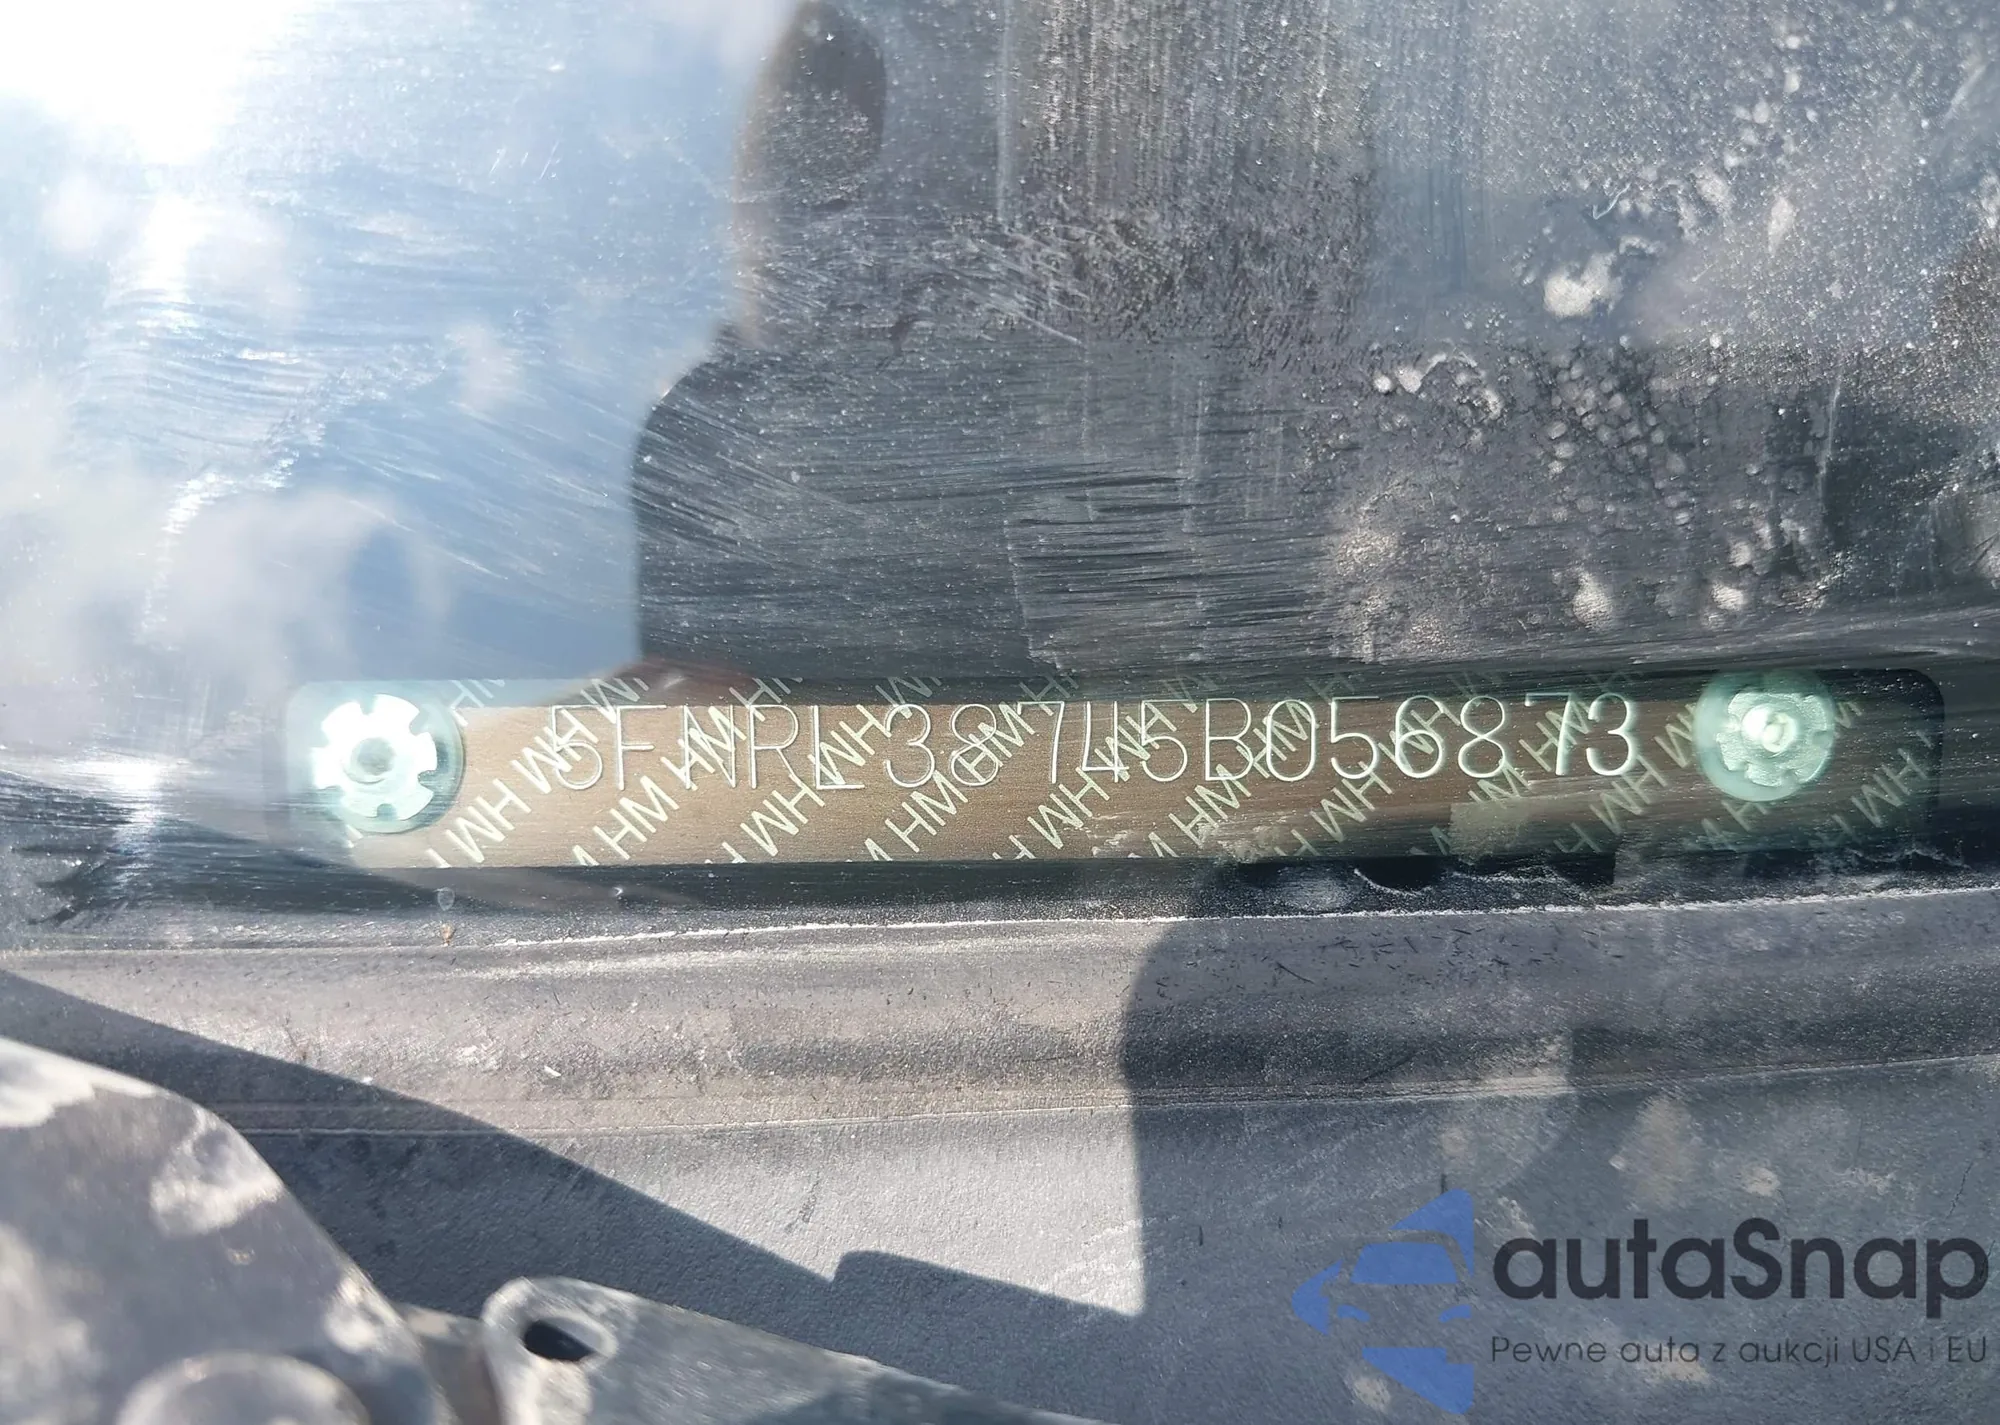 5FNRL38745B056873
autaSnap
Pewne auta z aukcji USA i EU